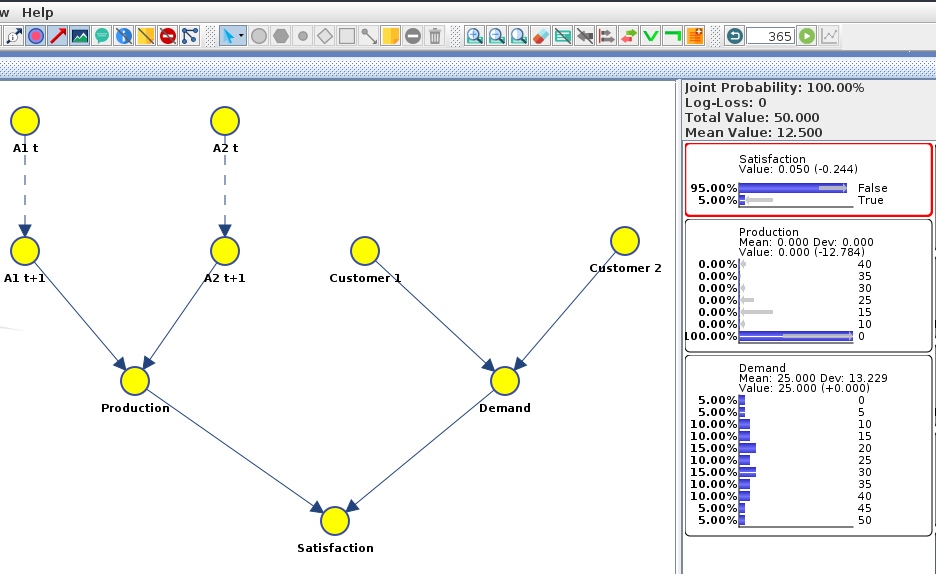 w Help
365
Joint Probability: 100.00%
Log-Loss: 0
Total Value: 50.000
Mean Value: 12.500
A1 t
A2 t
A1 t+1
A2 t+1
Customer 1
Customer 2
Production
Demand
Satisfaction
Satisfaction
Value: 0.050 (-0.244)
95.00% False
5.00% True
Production
Mean: 0.000 Dev: 0.000
Value: 0.000 (-12.784)
0.00% 40
0.00% 35
0.00% 30
0.00% 25
0.00% 15
0.00% 10
100.00% 0
Demand
Mean: 25.000 Dev: 13.229
Value: 25.000 (+0.000)
5.00% 0
5.00% 5
10.00% 10
10.00% 15
15.00% 20
10.00% 25
15.00% 30
10.00% 35
10.00% 40
5.00% 45
5.00% 50